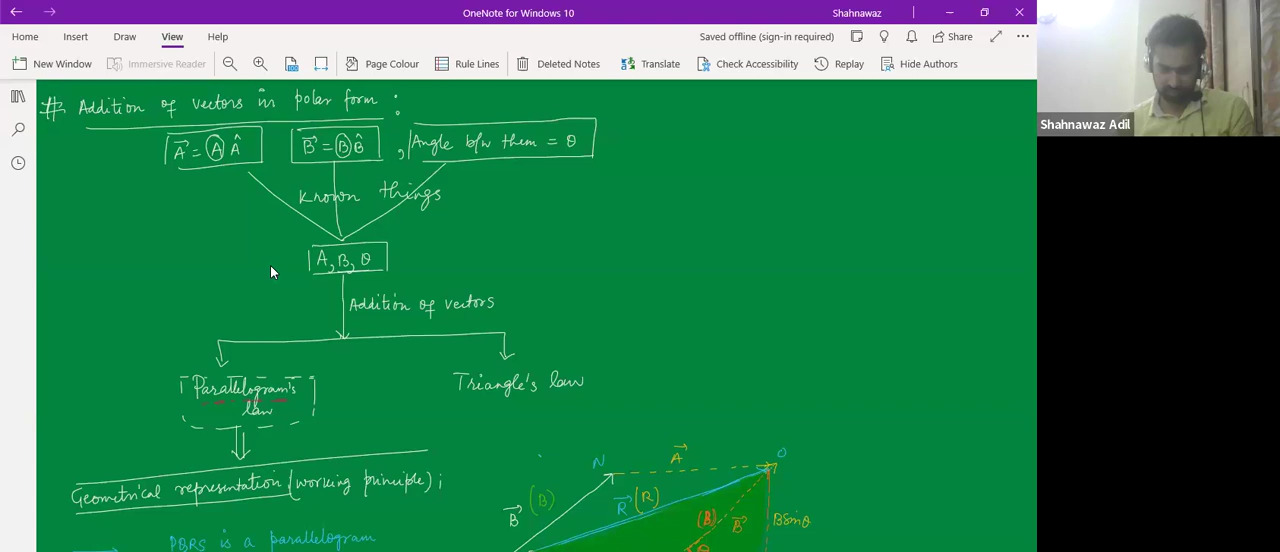 OneNote for Windows 10
Shahnawaz
Home Insert Draw View Help
Saved offline (sign-in required) Share
New Window Immersive Reader Page Colour Rule Lines Deleted Notes Translate Check Accessibility Replay Hide Authors
# Addition of vectors in polar form :
A⃗ = A Â B⃗ = B B̂ , Angle b/w them = θ
Known things
A, B, θ
Addition of vectors
Parallelogram's
law
Triangle's law
Geometrical representation (working principle) ;
PQRS is a parallelogram
N A⃗ O
B⃗ (B) R⃗ (R) (B) B⃗ B sinθ
θ
Shahnawaz Adil